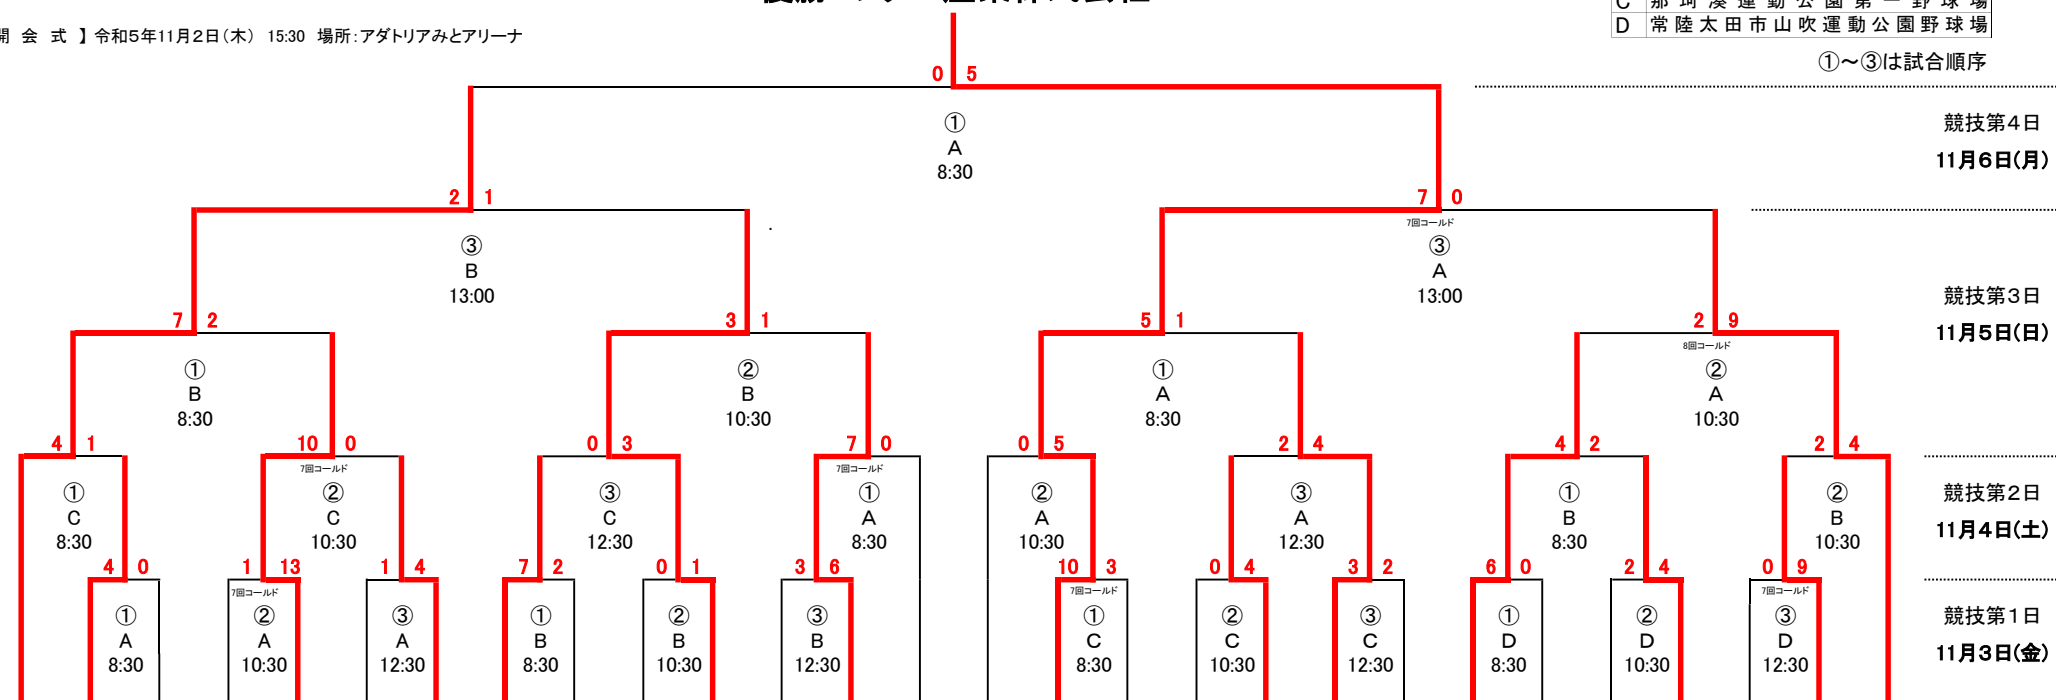 C 那珂湊運動公園第一野球場
開 会 式 】 令和5年11月2日(木) 15:30 場所:アダトリアみとアリーナ
D 常陸太田市山吹運動公園野球場
①～③は試合順序
0 5
①
A
8:30
競技第4日
11月6日(月)
2 1
7 0
7回コールド
③
B
13:00
③
A
13:00
競技第3日
11月5日(日)
7 2
3 1
5 1
2 9
8回コールド
①
B
8:30
②
B
10:30
①
A
8:30
②
A
10:30
4 1
10 0
0 3
7 0
0 5
2 4
4 2
2 4
7回コールド
7回コールド
①
C
8:30
②
C
10:30
③
C
12:30
①
A
8:30
②
A
10:30
③
A
12:30
①
B
8:30
②
B
10:30
競技第2日
11月4日(土)
4 0
1 13
1 4
7 2
0 1
3 6
10 3
0 4
3 2
6 0
2 4
0 9
7回コールド
7回コールド
7回コールド
①
A
8:30
②
A
10:30
③
A
12:30
①
B
8:30
②
B
10:30
③
B
12:30
①
C
8:30
②
C
10:30
③
C
12:30
①
D
8:30
②
D
10:30
③
D
12:30
競技第1日
11月3日(金)